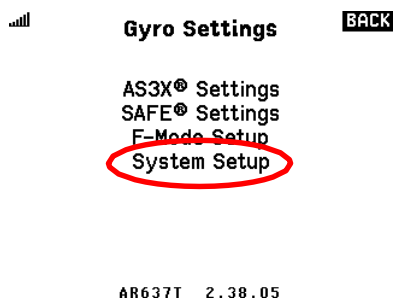 Gyro Settings
BACK
AS3X® Settings
SAFE® Settings
F-Mode Setup
System Setup
AR637T 2.38.05